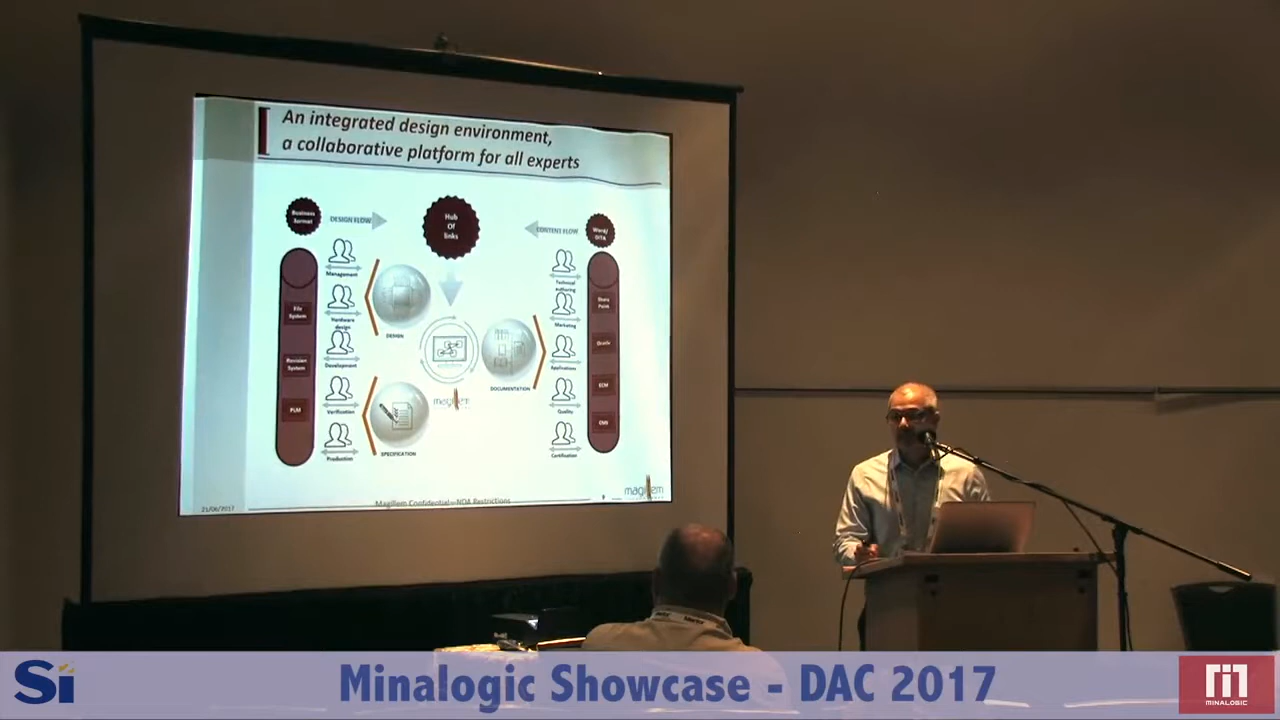 An integrated design environment,
a collaborative platform for all experts
Business
format
DESIGN FLOW
Hub
Of
links
CONTENT FLOW
Word/
DITA
Management
Hardware
design
Development
Verification
Production
File
System
Revision
System
PLM
DESIGN
SPECIFICATION
magillem
DOCUMENTATION
Technical
authoring
Marketing
Applications
Quality
Certification
Share
Point
Oracle
ECM
CMS
21/06/2017
Magillem Confidential - NDA Restrictions
magillem
Si
Minalogic Showcase - DAC 2017
MINALOGIC